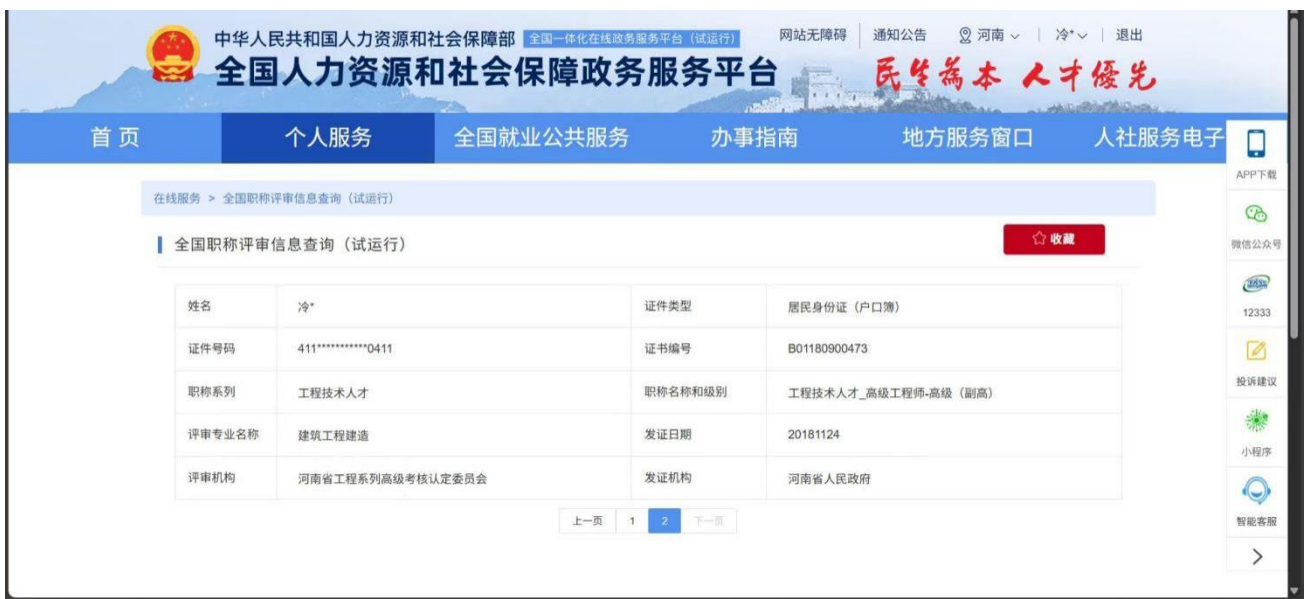 中华人民共和国人力资源和社会保障部 全国一体化在线政务服务平台（试运行） 网站无障碍 通知公告 河南 冷* 退出
全国人力资源和社会保障政务服务平台 民生为本 人才優先
首页 个人服务 全国就业公共服务 办事指南 地方服务窗口 人社服务电子
APP下载
在线服务 > 全国职称评审信息查询（试运行）
全国职称评审信息查询（试运行） 收藏
微信公众号
姓名 冷* 证件类型 居民身份证（户口簿）
12333
证件号码 411***********0411 证书编号 B01180900473
职称系列 工程技术人才 职称名称和级别 工程技术人才_高级工程师-高级（副高）
投诉建议
评审专业名称 建筑工程建造 发证日期 20181124
小程序
评审机构 河南省工程系列高级考核认定委员会 发证机构 河南省人民政府
上一页 1 2 下一页
智能客服